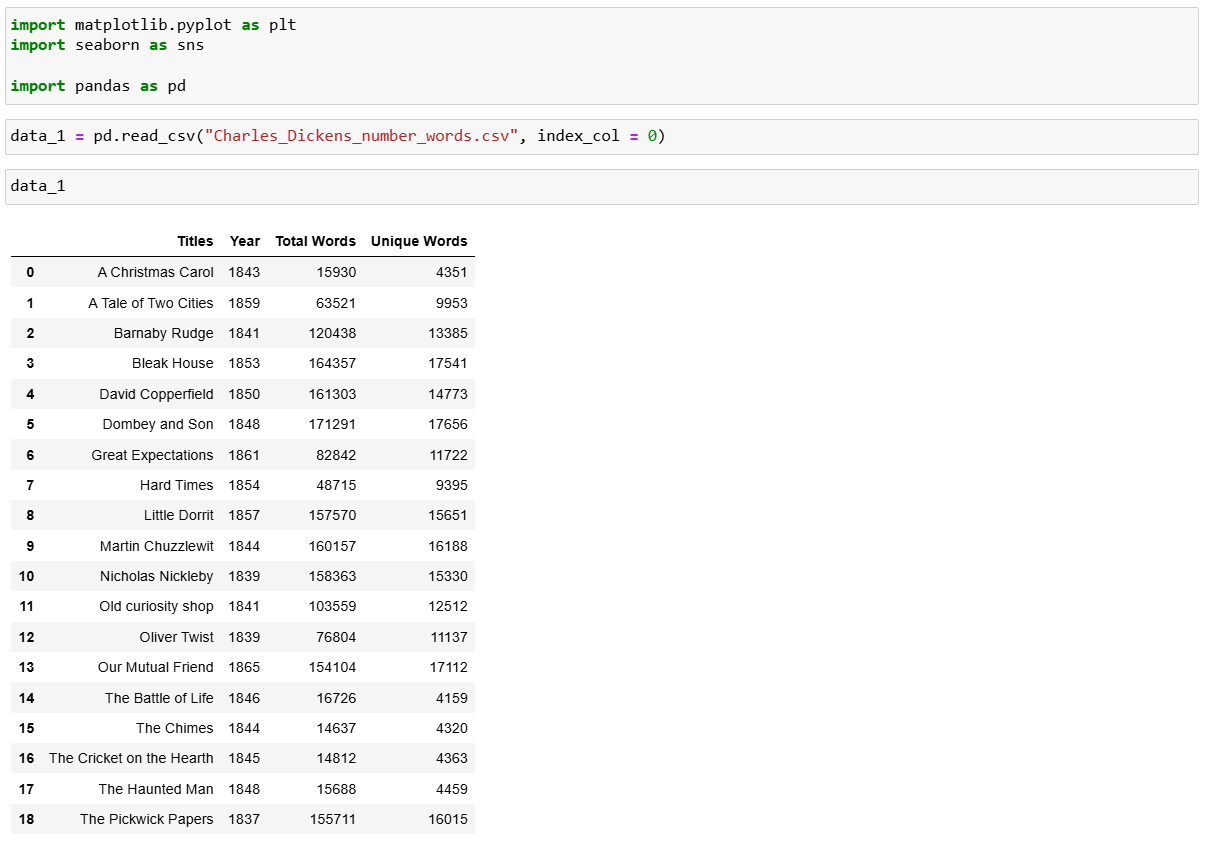 import matplotlib.pyplot as plt
import seaborn as sns
import pandas as pd
data_1 = pd.read_csv("Charles_Dickens_number_words.csv", index_col = 0)
data_1
Titles Year Total Words Unique Words
0 A Christmas Carol 1843 15930 4351
1 A Tale of Two Cities 1859 63521 9953
2 Barnaby Rudge 1841 120438 13385
3 Bleak House 1853 164357 17541
4 David Copperfield 1850 161303 14773
5 Dombey and Son 1848 171291 17656
6 Great Expectations 1861 82842 11722
7 Hard Times 1854 48715 9395
8 Little Dorrit 1857 157570 15651
9 Martin Chuzzlewit 1844 160157 16188
10 Nicholas Nickleby 1839 158363 15330
11 Old curiosity shop 1841 103559 12512
12 Oliver Twist 1839 76804 11137
13 Our Mutual Friend 1865 154104 17112
14 The Battle of Life 1846 16726 4159
15 The Chimes 1844 14637 4320
16 The Cricket on the Hearth 1845 14812 4363
17 The Haunted Man 1848 15688 4459
18 The Pickwick Papers 1837 155711 16015